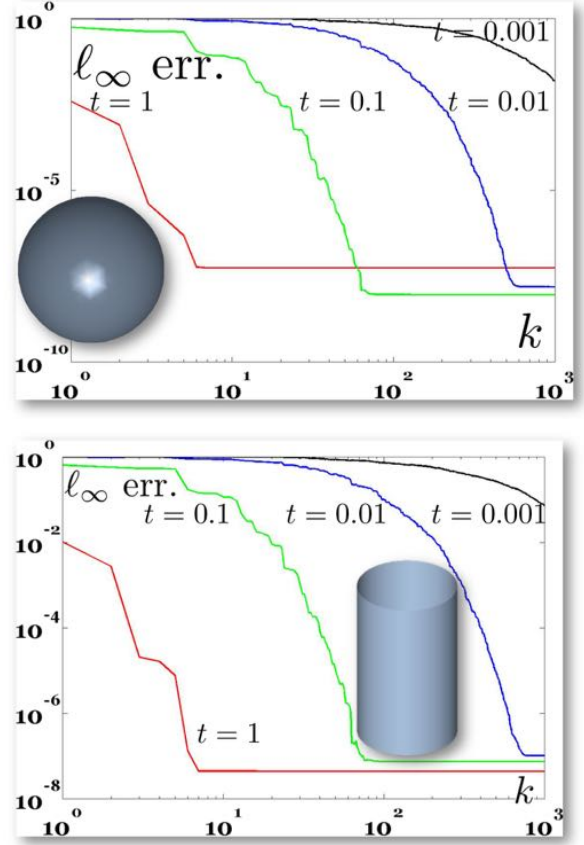 10^0
t = 0.001
ℓ∞ err.
t = 1
t = 0.1
t = 0.01
10^-5
k
10^-10
10^0
10^1
10^2
10^3
10^0
ℓ∞ err.
t = 0.1
t = 0.01
t = 0.001
10^-2
10^-4
10^-6
t = 1
k
10^-8
10^0
10^1
10^2
10^3